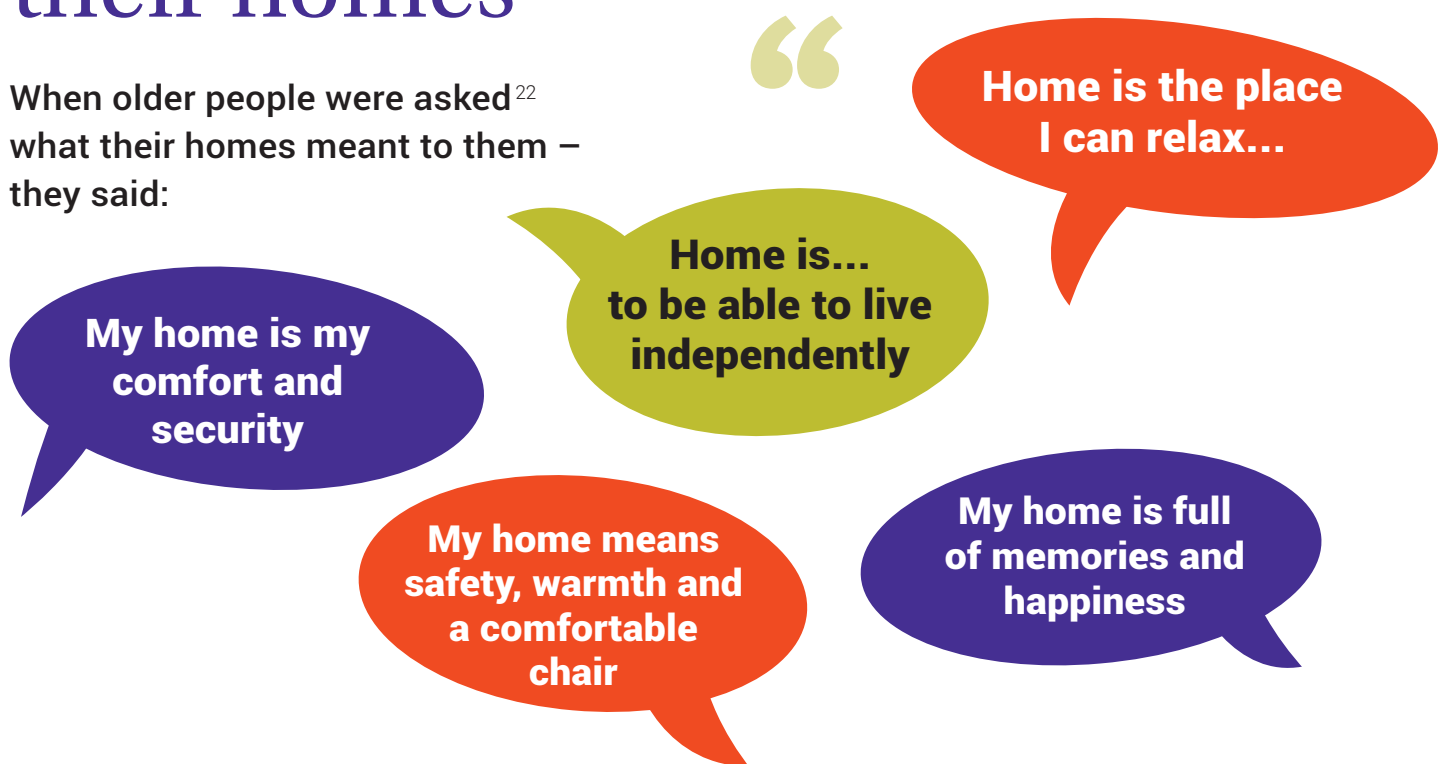 their homes
When older people were asked 22
what their homes meant to them –
they said:
“
Home is the place
I can relax...
Home is...
to be able to live
independently
My home is my
comfort and
security
My home means
safety, warmth and
a comfortable
chair
My home is full
of memories and
happiness